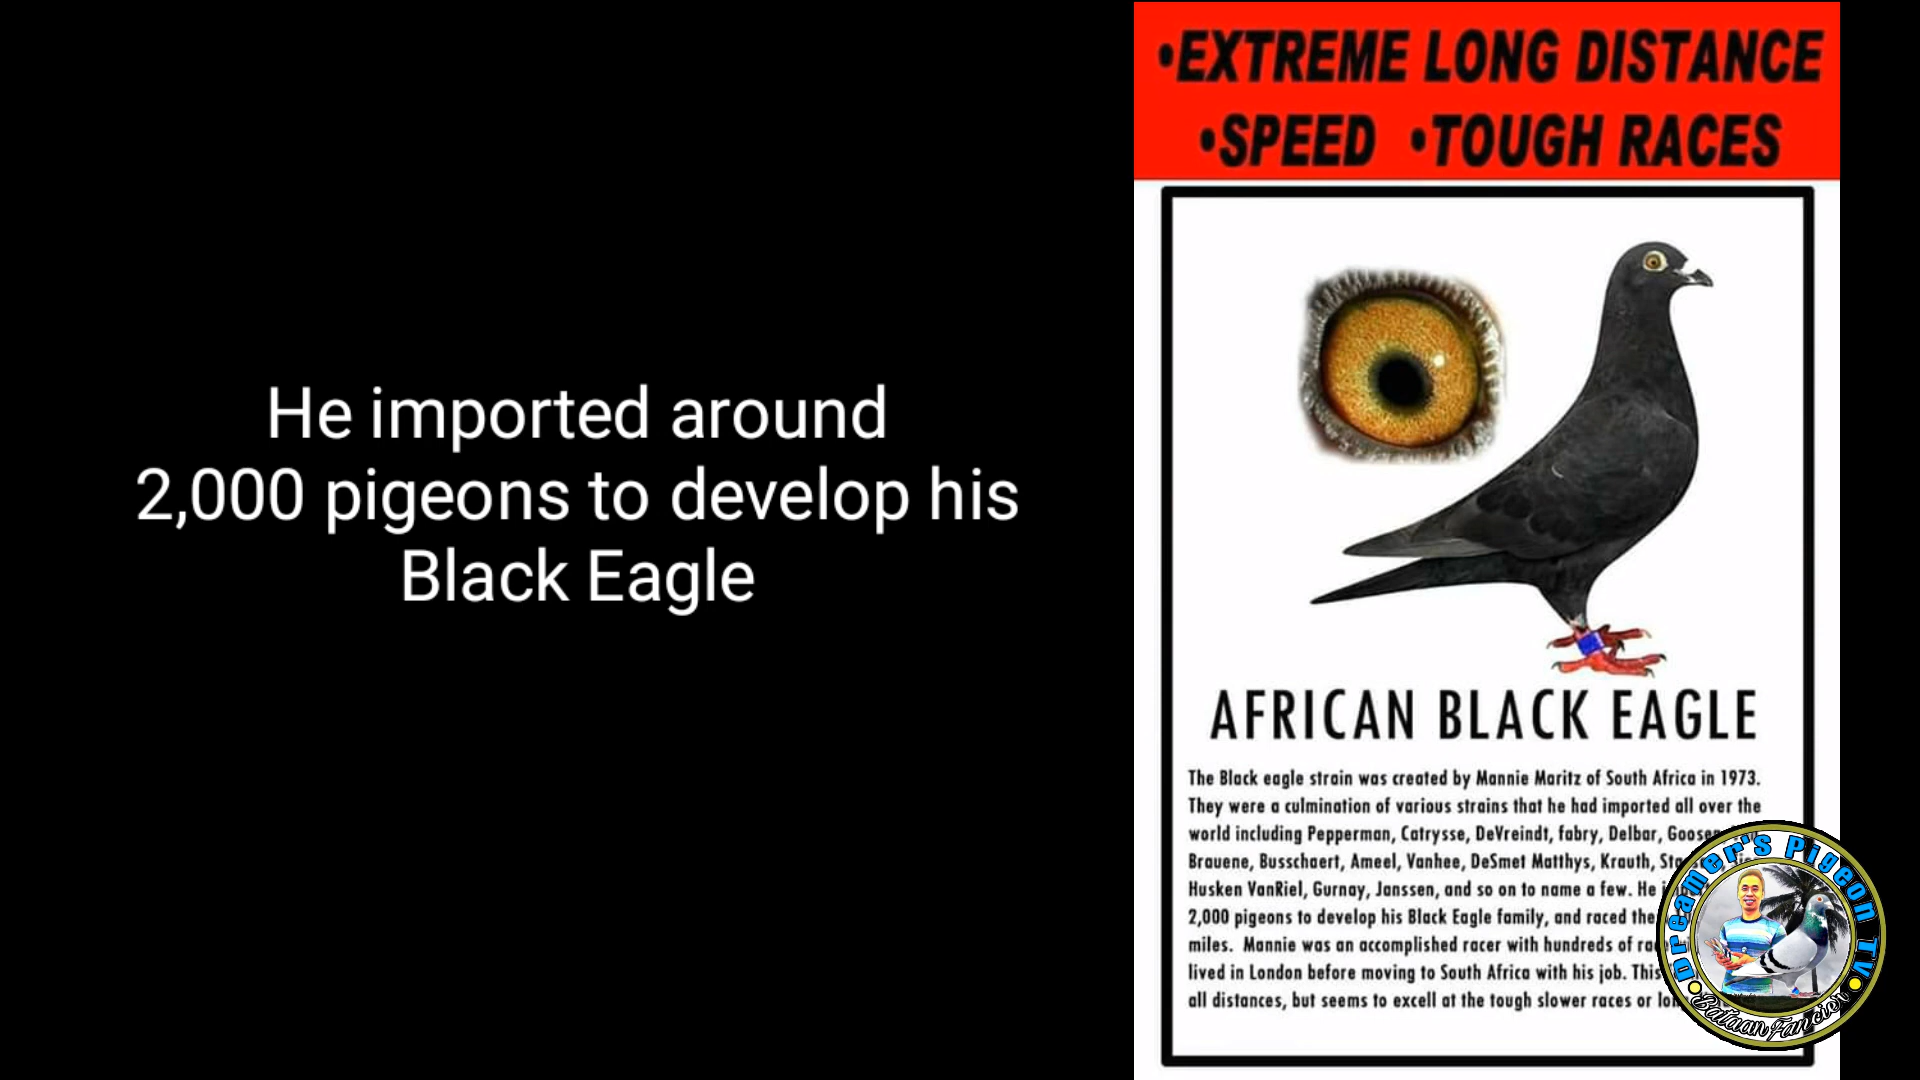 He imported around
2,000 pigeons to develop his
Black Eagle
•EXTREME LONG DISTANCE
•SPEED •TOUGH RACES
AFRICAN BLACK EAGLE
The Black eagle strain was created by Mannie Maritz of South Africa in 1973.
They were a culmination of various strains that he had imported all over the
world including Pepperman, Catrysse, DeVreindt, fabry, Delbar,
Brauene, Busschaert, Ameel, Vanhee, DeSmet Matthys, Krauth,
Husken VanRiel, Gurnay, Janssen, and so on to name a few. He
2,000 pigeons to develop his Black Eagle family, and raced
miles. Mannie was an accomplished racer with hundreds of
lived in London before moving to South Africa with his job. This
all distances, but seems to excell at the tough slower races or
Dreamer'S Pigeon Tv
Bataan Fancier